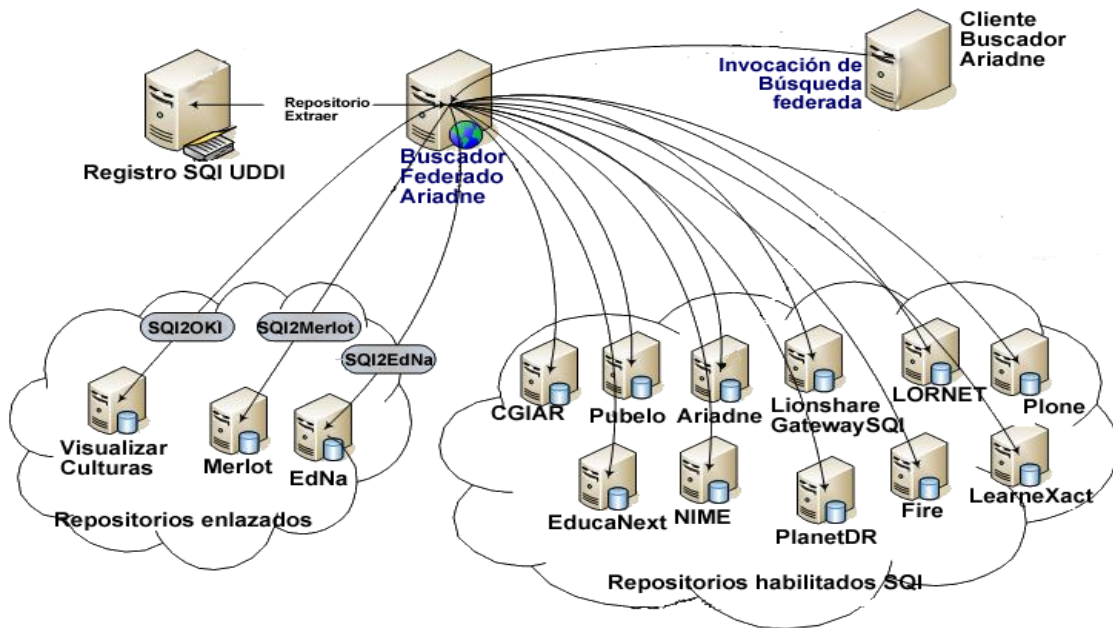 Cliente
Buscador
Ariadne
Invocación de
Búsqueda
federada
Repositorio
Extraer
Registro SQI UDDI
Buscador
Federado
Ariadne
SQI2OKI
SQI2Merlot
SQI2EdNa
Visualizar
Culturas
Merlot
EdNa
Repositorios enlazados
CGIAR
Pubelo
Ariadne
Lionshare
GatewaySQI
LORNET
Plone
EducaNext
NIME
PlanetDR
Fire
LearneXact
Repositorios habilitados SQI